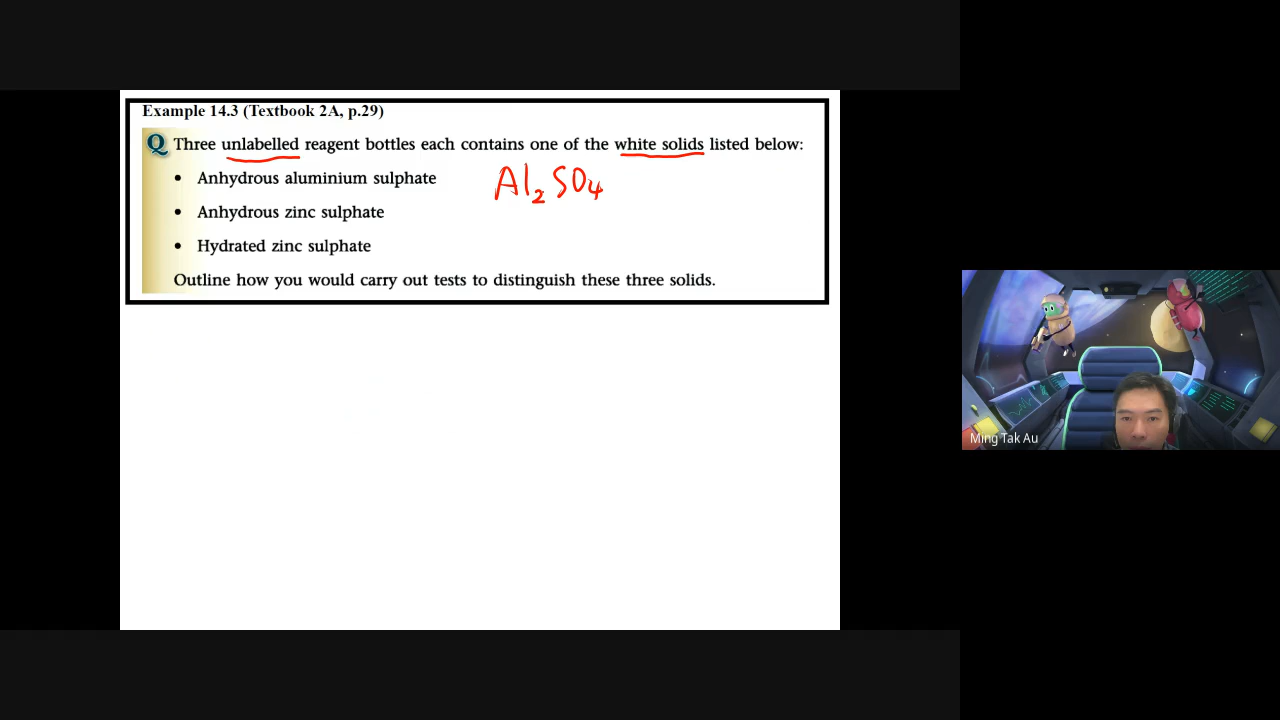 Example 14.3 (Textbook 2A, p.29)
Q Three unlabelled reagent bottles each contains one of the white solids listed below:
• Anhydrous aluminium sulphate Al₂SO₄
• Anhydrous zinc sulphate
• Hydrated zinc sulphate
Outline how you would carry out tests to distinguish these three solids.
Ming Tak Au